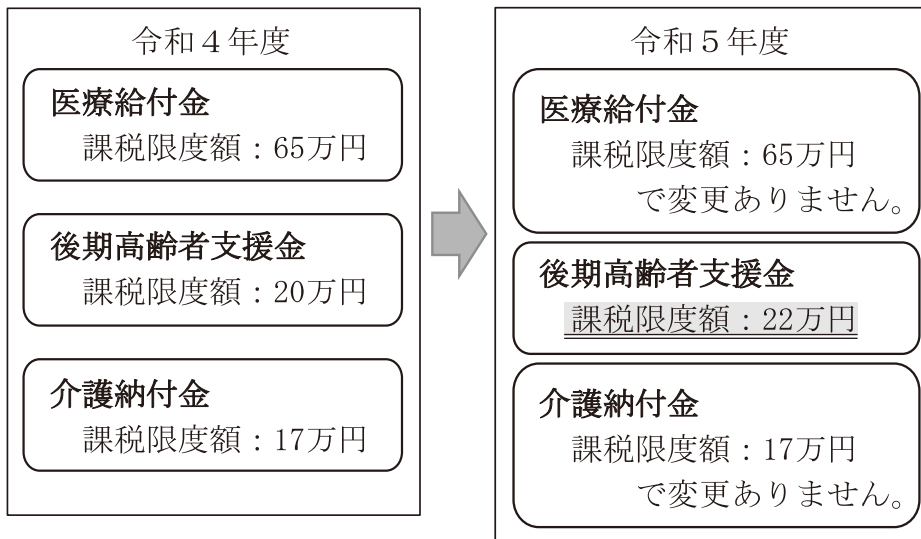 令和４年度
医療給付金
課税限度額：65万円
後期高齢者支援金
課税限度額：20万円
介護納付金
課税限度額：17万円
令和５年度
医療給付金
課税限度額：65万円
で変更ありません。
後期高齢者支援金
課税限度額：22万円
介護納付金
課税限度額：17万円
で変更ありません。